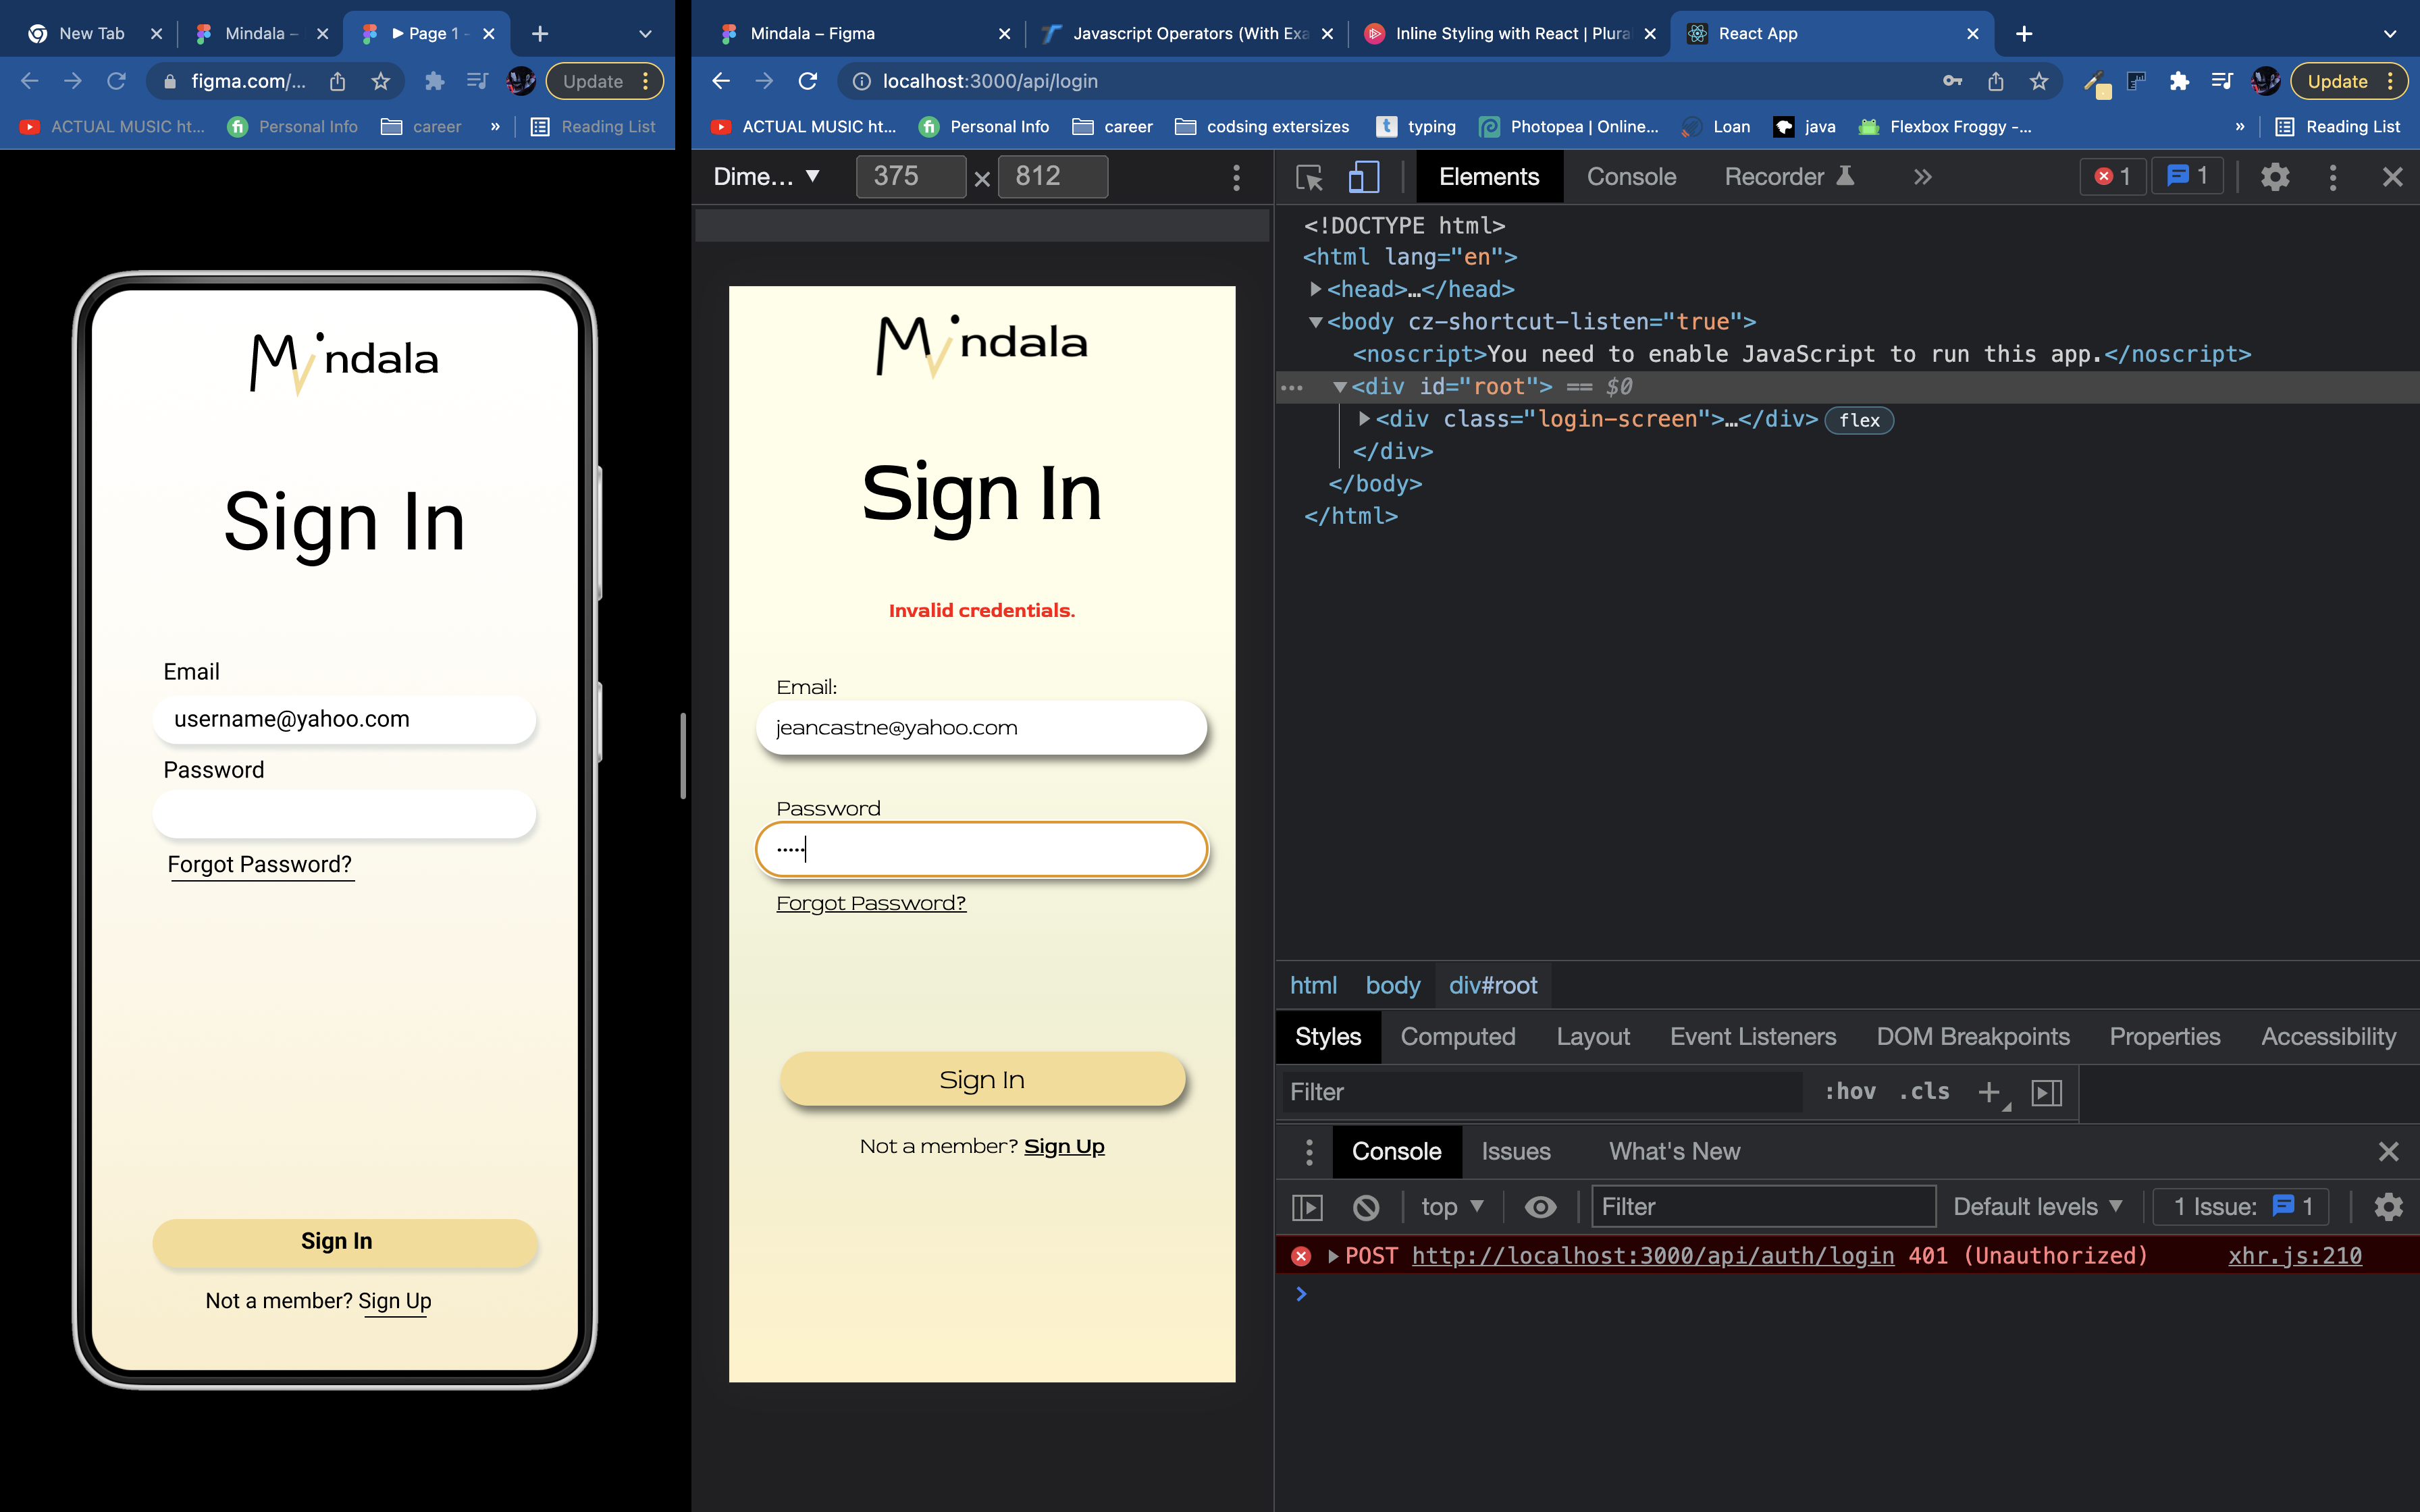 New Tab
Mindala –
▶ Page 1 -
figma.com/...
Update
ACTUAL MUSIC ht...
Personal Info
career
»
Reading List
Mindala
Sign In
Email
username@yahoo.com
Password
Forgot Password?
Sign In
Not a member? Sign Up
Mindala – Figma
Javascript Operators (With Exa
Inline Styling with React | Plural
React App
localhost:3000/api/login
Update
ACTUAL MUSIC ht...
Personal Info
career
codsing extersizes
typing
Photopea | Online...
Loan
java
Flexbox Froggy -...
»
Reading List
Dime... ▼ 375 × 812
Mindala
Sign In
Invalid credentials.
Email:
jeancastne@yahoo.com
Password
•••••
Forgot Password?
Sign In
Not a member? Sign Up
Elements Console Recorder » 1 1
<!DOCTYPE html>
<html lang="en">
▶<head>…</head>
▼<body cz-shortcut-listen="true">
<noscript>You need to enable JavaScript to run this app.</noscript>
… ▼<div id="root"> == $0
▶<div class="login-screen">…</div> flex
</div>
</body>
</html>
html body div#root
Styles Computed Layout Event Listeners DOM Breakpoints Properties Accessibility
Filter :hov .cls +
Console Issues What's New
top ▼ Filter Default levels ▼ 1 Issue: 1
▶POST http://localhost:3000/api/auth/login 401 (Unauthorized) xhr.js:210
>